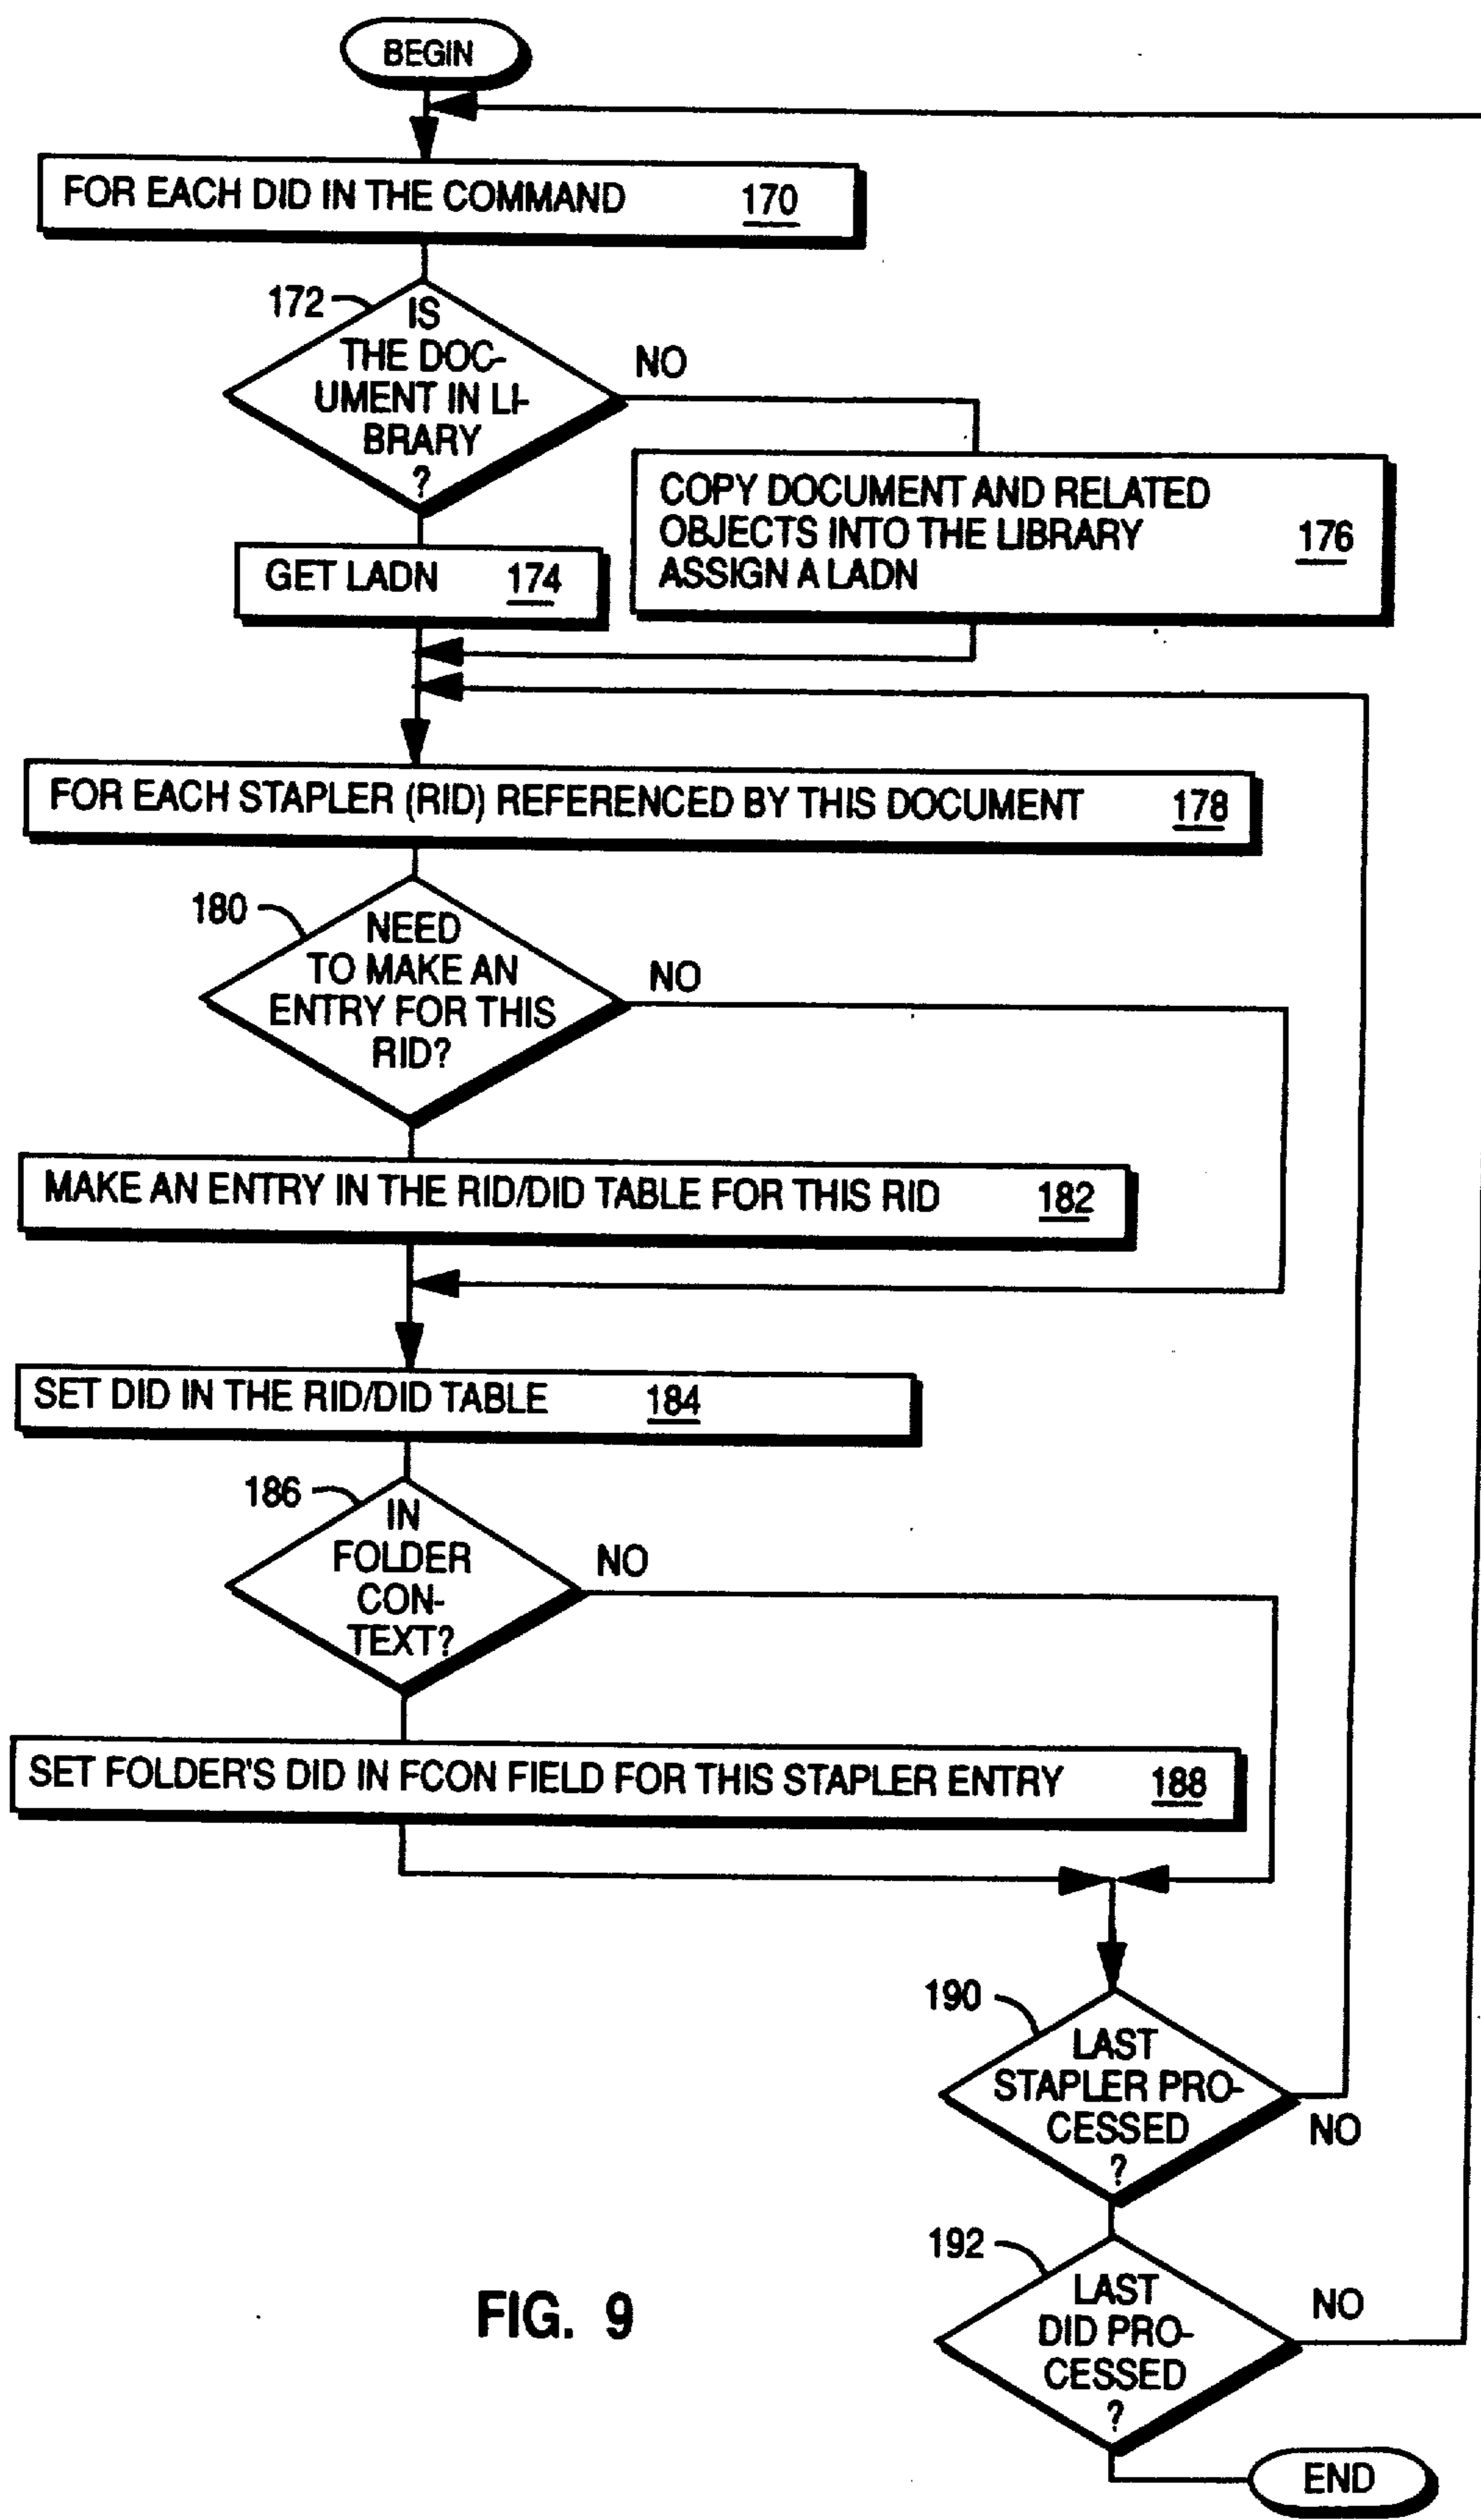 BEGIN
FOR EACH DID IN THE COMMAND 170
172
IS
THE DOC-
UMENT IN LI-
BRARY
?
NO
COPY DOCUMENT AND RELATED
OBJECTS INTO THE LIBRARY
ASSIGN A LADN
176
GET LADN 174
FOR EACH STAPLER (RID) REFERENCED BY THIS DOCUMENT 178
180
NEED
TO MAKE AN
ENTRY FOR THIS
RID?
NO
MAKE AN ENTRY IN THE RID/DID TABLE FOR THIS RID 182
SET DID IN THE RID/DID TABLE 184
186
IN
FOLDER
CON-
TEXT?
NO
SET FOLDER'S DID IN FCON FIELD FOR THIS STAPLER ENTRY 188
190
LAST
STAPLER PRO-
CESSED
?
NO
192
LAST
DID PRO-
CESSED
?
NO
FIG. 9
END